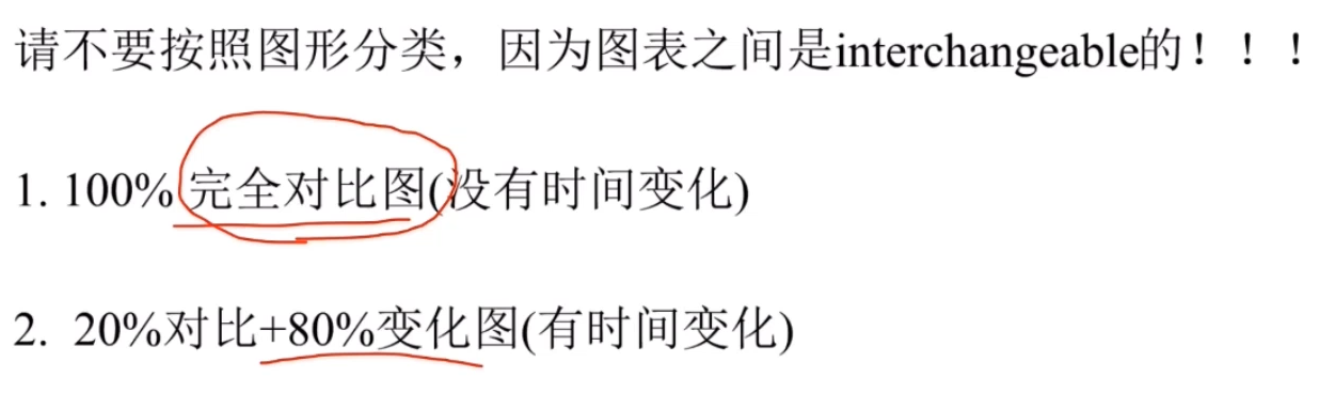 请不要按照图形分类，因为图表之间是interchangeable的！！！
1. 100%完全对比图(没有时间变化)
2. 20%对比+80%变化图(有时间变化)